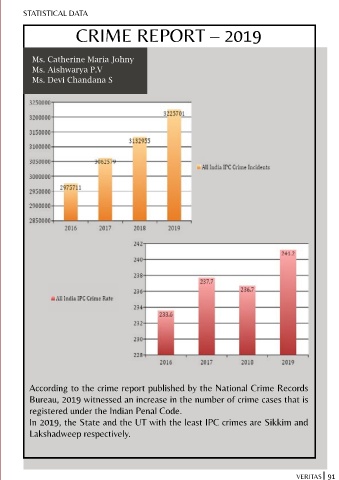 STATISTICAL DATA
CRIME REPORT – 2019
Ms. Catherine Maria Johny
Ms. Aishwarya P.V
Ms. Devi Chandana S
3250000
3200000
3150000
3100000
3050000
3000000
2950000
2900000
2850000
2975711
3062579
3132955
3225701
2016 2017 2018 2019
All India IPC Crime Incidents
242
240
238
236
234
232
230
228
233.6
237.7
236.7
241.2
2016 2017 2018 2019
All India IPC Crime Rate
According to the crime report published by the National Crime Records
Bureau, 2019 witnessed an increase in the number of crime cases that is
registered under the Indian Penal Code.
In 2019, the State and the UT with the least IPC crimes are Sikkim and
Lakshadweep respectively.
VERITAS | 91